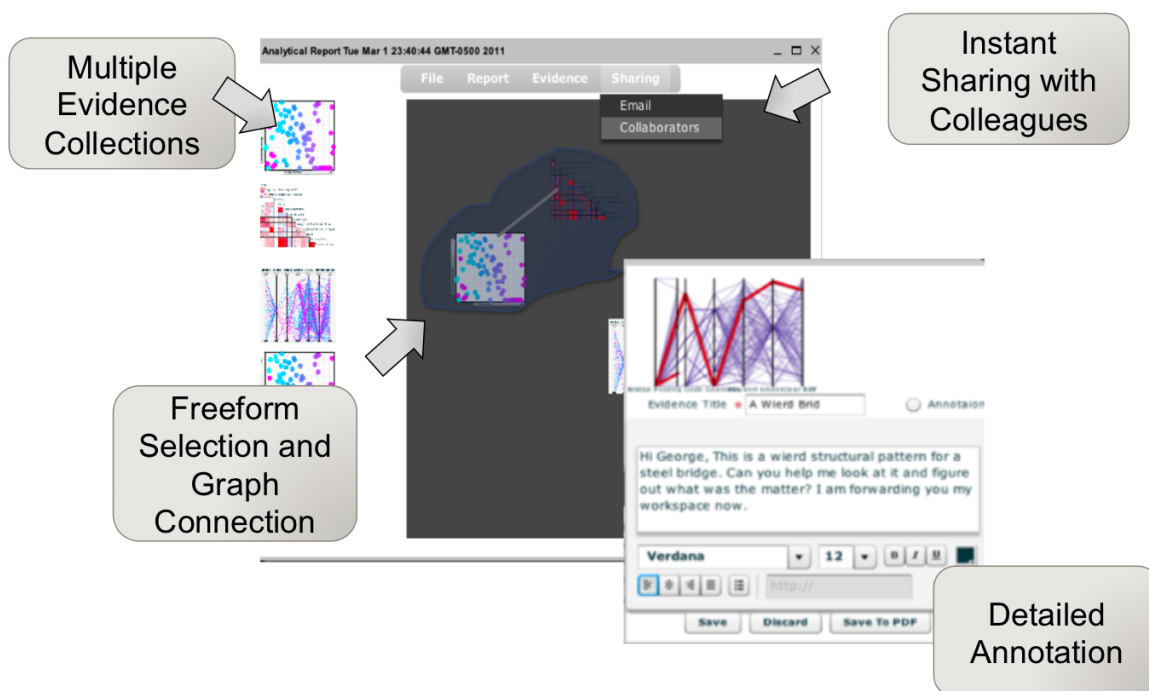 Analytical Report Tue Mar 1 23:40:44 GMT-0500 2011
Multiple
Evidence
Collections
Instant
Sharing with
Colleagues
File Report Evidence Sharing
Email
Collaborators
Freeform
Selection and
Graph
Connection
Evidence Title * A Wierd Brid Annotaion
Hi George, This is a wierd structural pattern for a
steel bridge. Can you help me look at it and figure
out what was the matter? I am forwarding you my
workspace now.
Verdana 12 B I U
http://
Save Discard Save To PDF
Detailed
Annotation